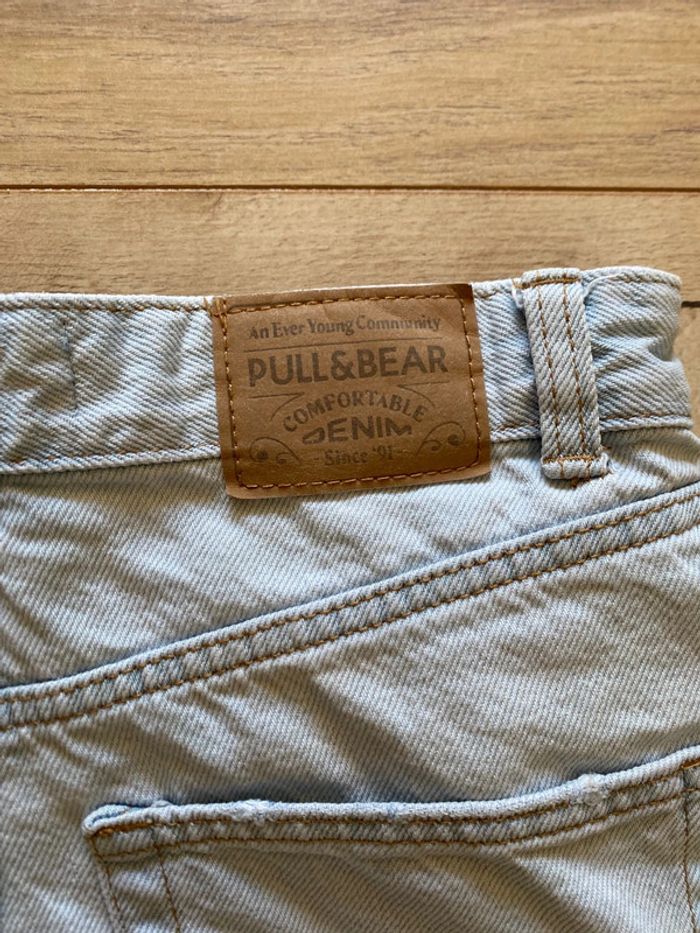 An Ever Young Community
PULL&BEAR
COMFORTABLE
DENIM
- Since '91 -